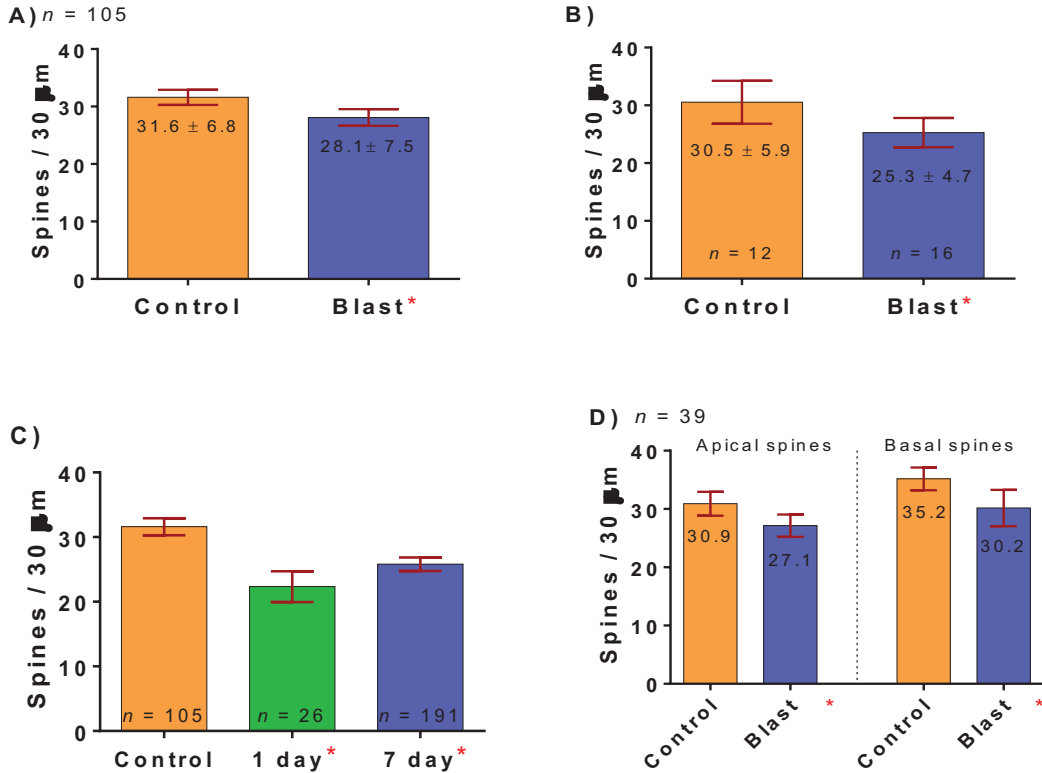 A) n = 105
Spines / 30 μm
40
30
20
10
0
31.6 ± 6.8
28.1± 7.5
Control
Blast*
B)
Spines / 30 μm
40
30
20
10
0
30.5 ± 5.9
25.3 ± 4.7
n = 12
n = 16
Control
Blast*
C)
Spines / 30 μm
40
30
20
10
0
n = 105
n = 26
n = 191
Control
1 day*
7 day*
D) n = 39
Apical spines
Basal spines
Spines / 30 μm
40
30
20
10
0
30.9
27.1
35.2
30.2
Control
Blast *
Control
Blast *